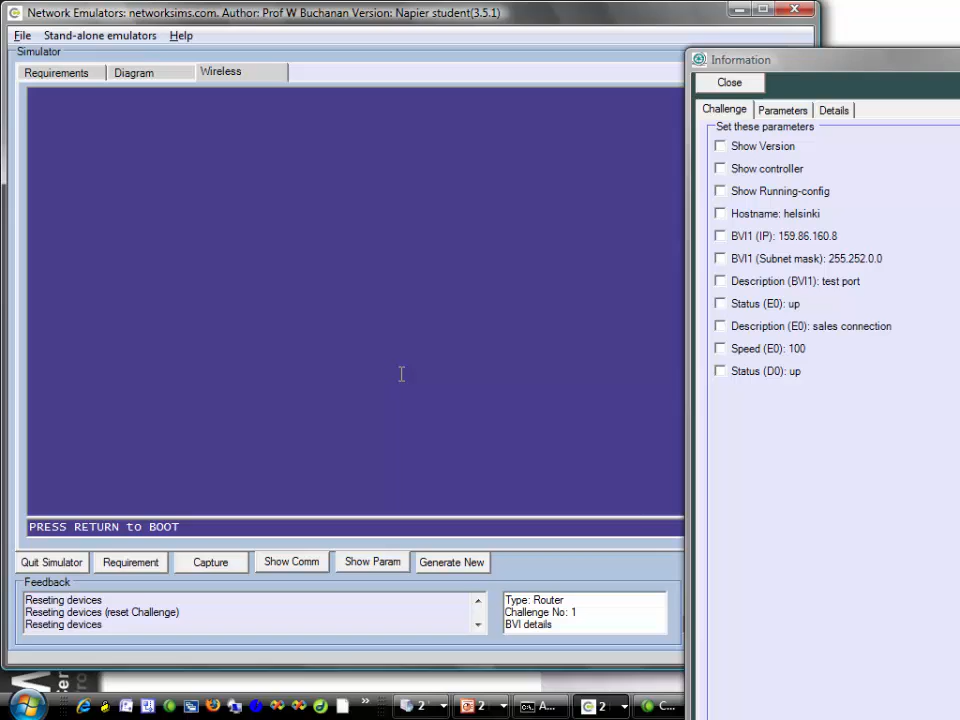 Network Emulators: networksims.com. Author: Prof W Buchanan Version: Napier student(3.5.1)
File Stand-alone emulators Help
Simulator
Requirements Diagram Wireless
PRESS RETURN to BOOT
Quit Simulator Requirement Capture Show Comm Show Param Generate New
Feedback
Reseting devices
Reseting devices (reset Challenge)
Reseting devices
Type: Router
Challenge No: 1
BVI details
Information
Close
Challenge Parameters Details
Set these parameters
Show Version
Show controller
Show Running-config
Hostname: helsinki
BVI1 (IP): 159.86.160.8
BVI1 (Subnet mask): 255.252.0.0
Description (BVI1): test port
Status (E0): up
Description (E0): sales connection
Speed (E0): 100
Status (D0): up
2 2 A... 2 C...